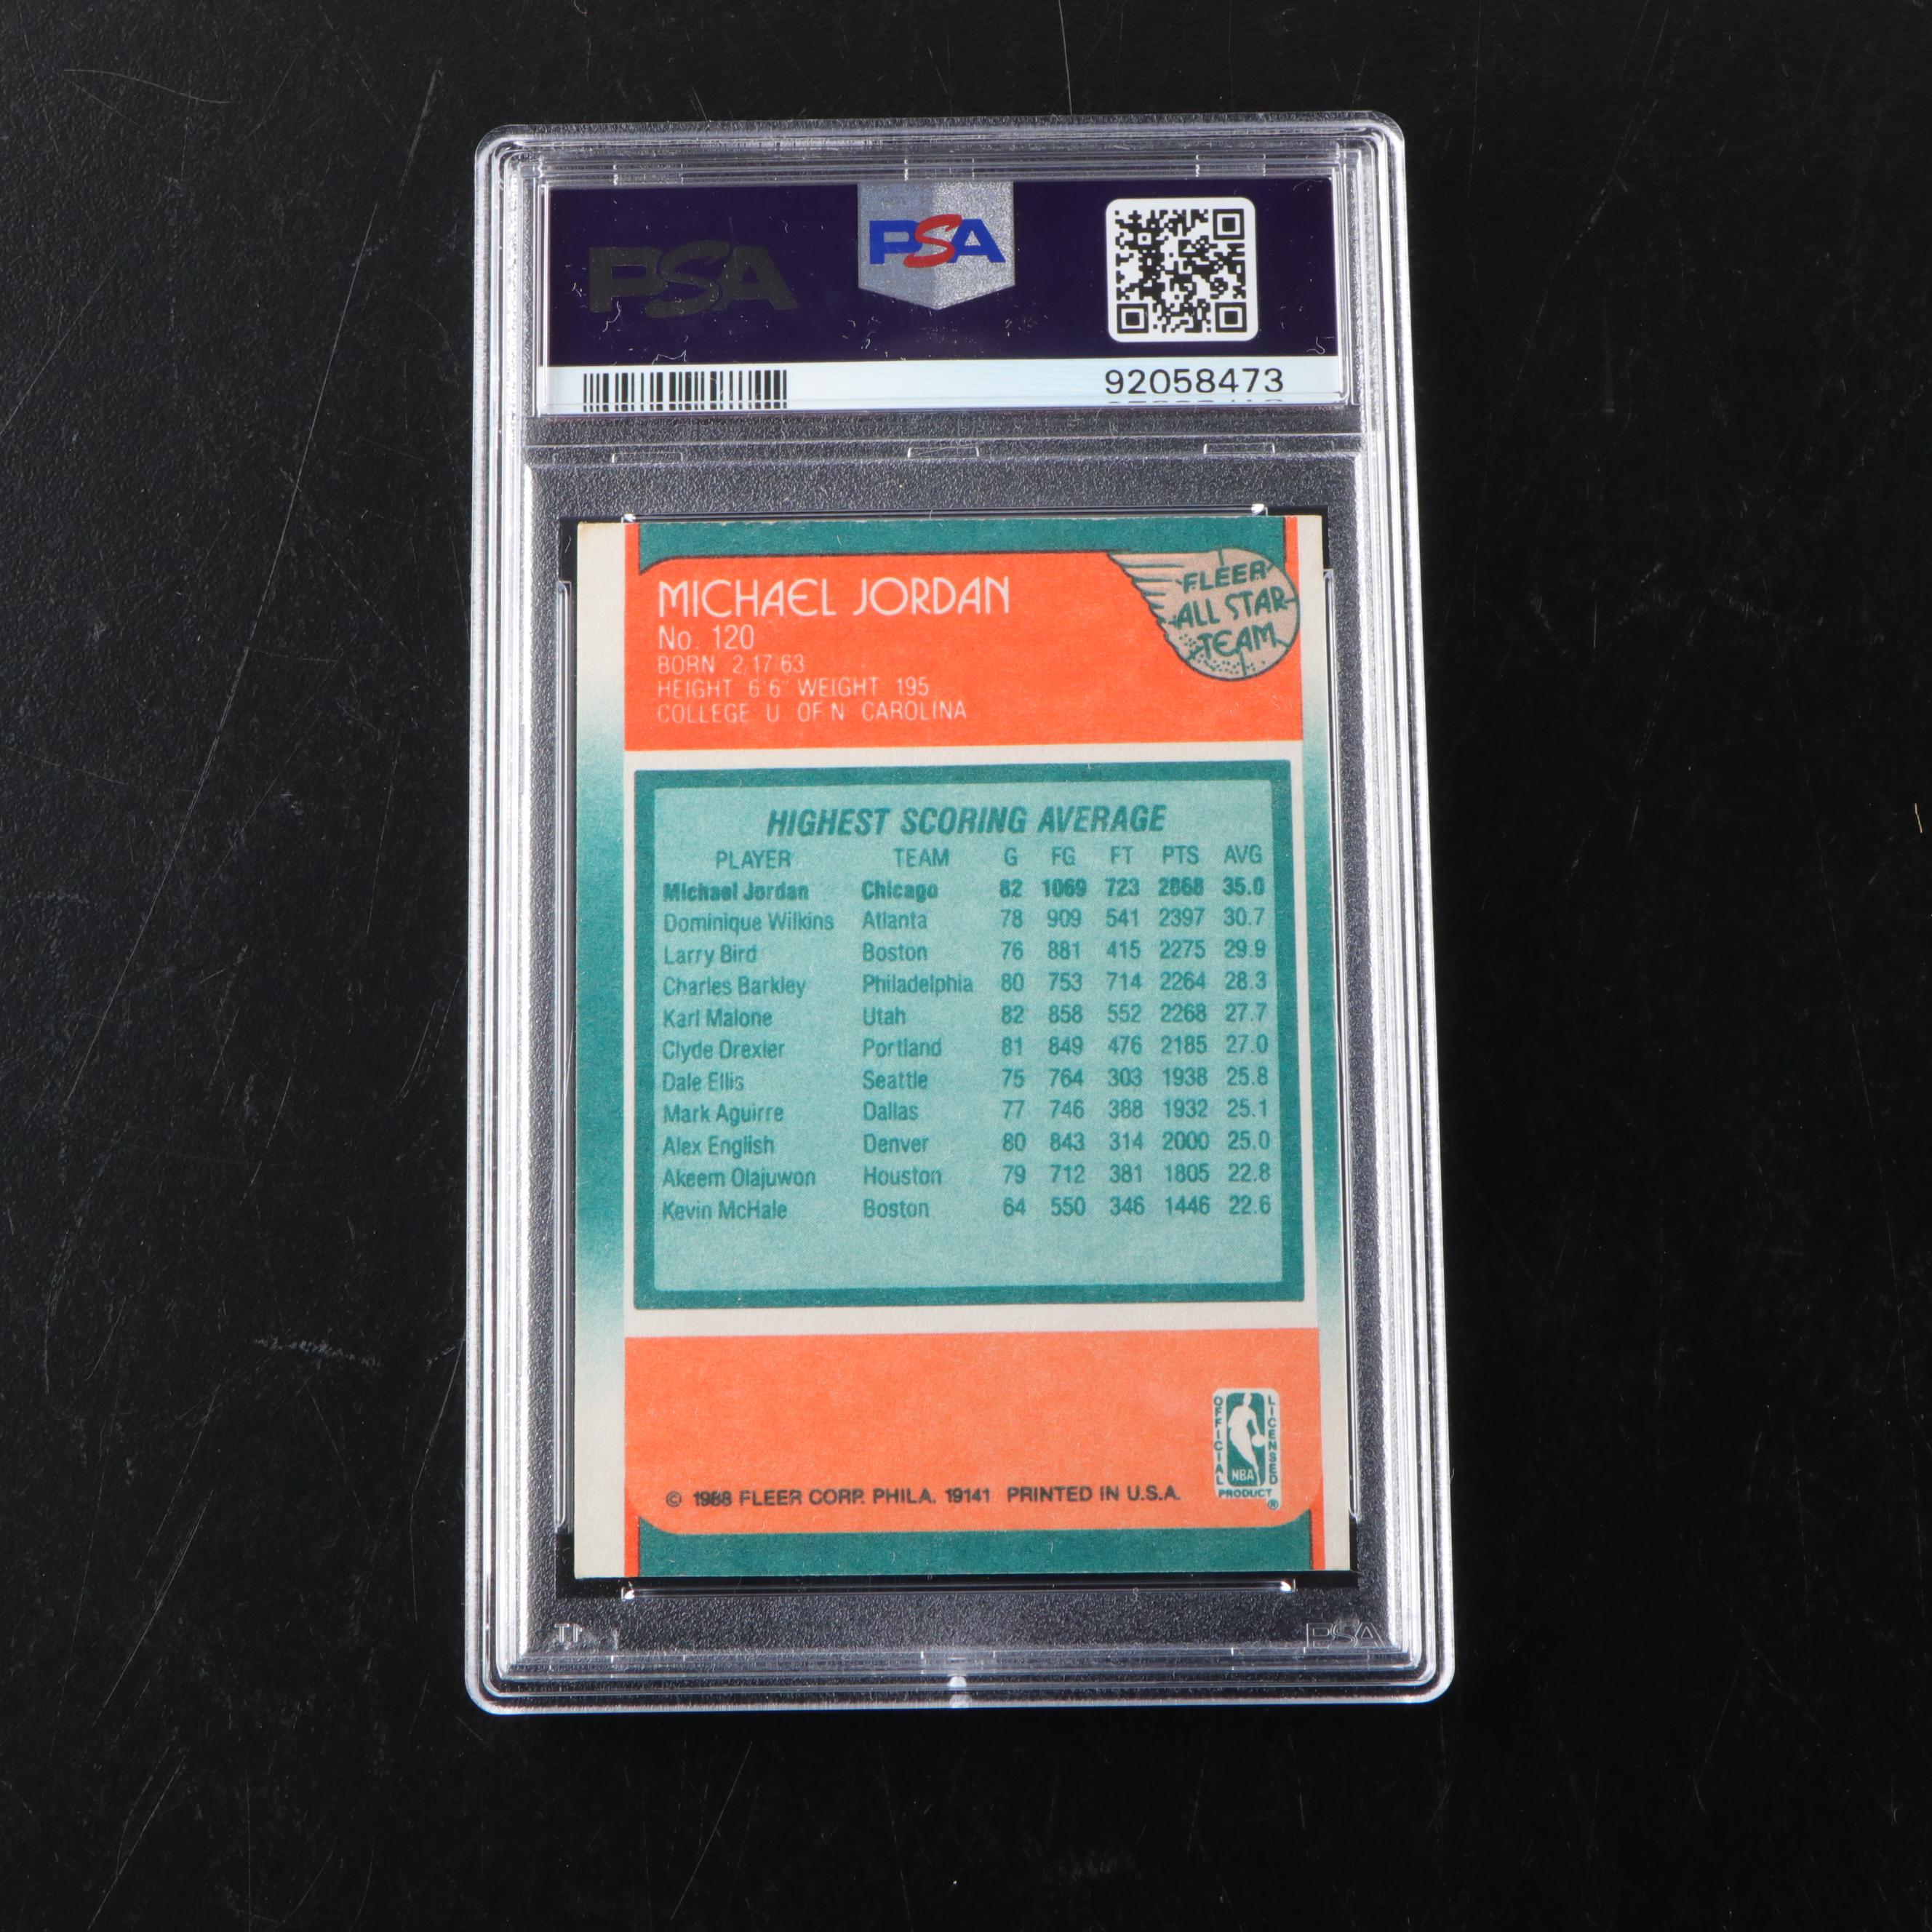 PSA
PSA
92058473
MICHAEL JORDAN
No. 120
BORN 2 17 63
HEIGHT 6'6" WEIGHT 195
COLLEGE U OF N CAROLINA
FLEER
ALL STAR
TEAM
HIGHEST SCORING AVERAGE
PLAYER TEAM G FG FT PTS AVG
Michael Jordan Chicago 82 1069 723 2868 35.0
Dominique Wilkins Atlanta 78 909 541 2397 30.7
Larry Bird Boston 76 881 415 2275 29.9
Charles Barkley Philadelphia 80 753 714 2264 28.3
Karl Malone Utah 82 858 552 2268 27.7
Clyde Drexler Portland 81 849 476 2185 27.0
Dale Ellis Seattle 75 764 303 1938 25.8
Mark Aguirre Dallas 77 746 388 1932 25.1
Alex English Denver 80 843 314 2000 25.0
Akeem Olajuwon Houston 79 712 381 1805 22.8
Kevin McHale Boston 64 550 346 1446 22.6
OFFICIAL
LICENSED
NBA
PRODUCT
®
© 1988 FLEER CORP. PHILA. 19141 PRINTED IN U.S.A.
PSA